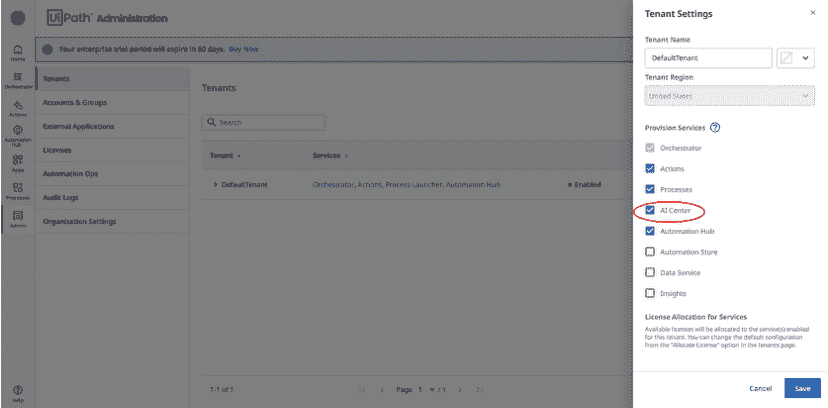 UiPath Administration
Your enterprise trial period will expire in 60 days. Buy Now
Home
Orchestrator
Actions
Automation
Hub
Apps
Processes
Admin
Help
Tenants
Accounts & Groups
External Applications
Licenses
Automation Ops
Audit Logs
Organization Settings
Tenants
Search
Tenant
Services
DefaultTenant
Orchestrator, Actions, Process Launcher, Automation Hub
Enabled
1-1 of 1
Page 1 / 1
Tenant Settings
Tenant Name
DefaultTenant
Tenant Region
United States
Provision Services
Orchestrator
Actions
Processes
AI Center
Automation Hub
Automation Store
Data Service
Insights
License Allocation for Services
Available licenses will be allocated to the service(s) enabled
for this tenant. You can change the default configuration
from the "Allocate License" option in the tenants page.
Cancel
Save